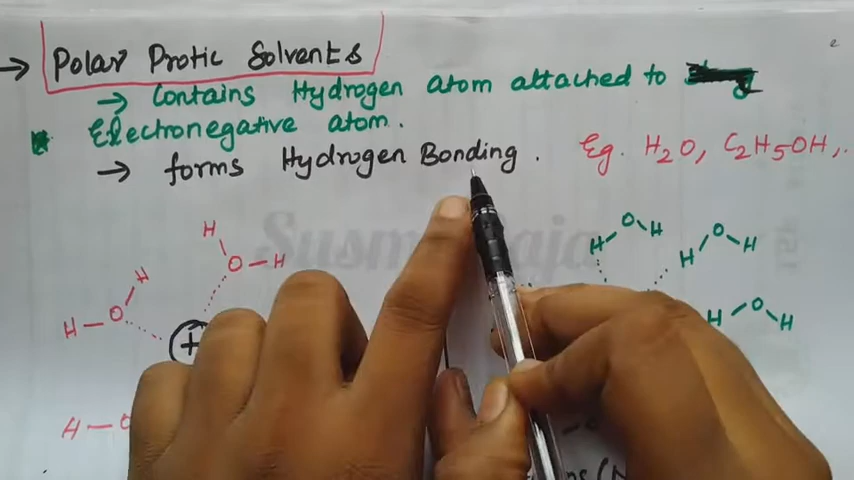 → Polar Protic Solvents
→ Contains Hydrogen atom attached to
Electronegative atom.
→ forms Hydrogen Bonding. Eg. H2O, C2H5OH,.
H O H
H O H
H O H
H O H
H O H
+
H O H
H